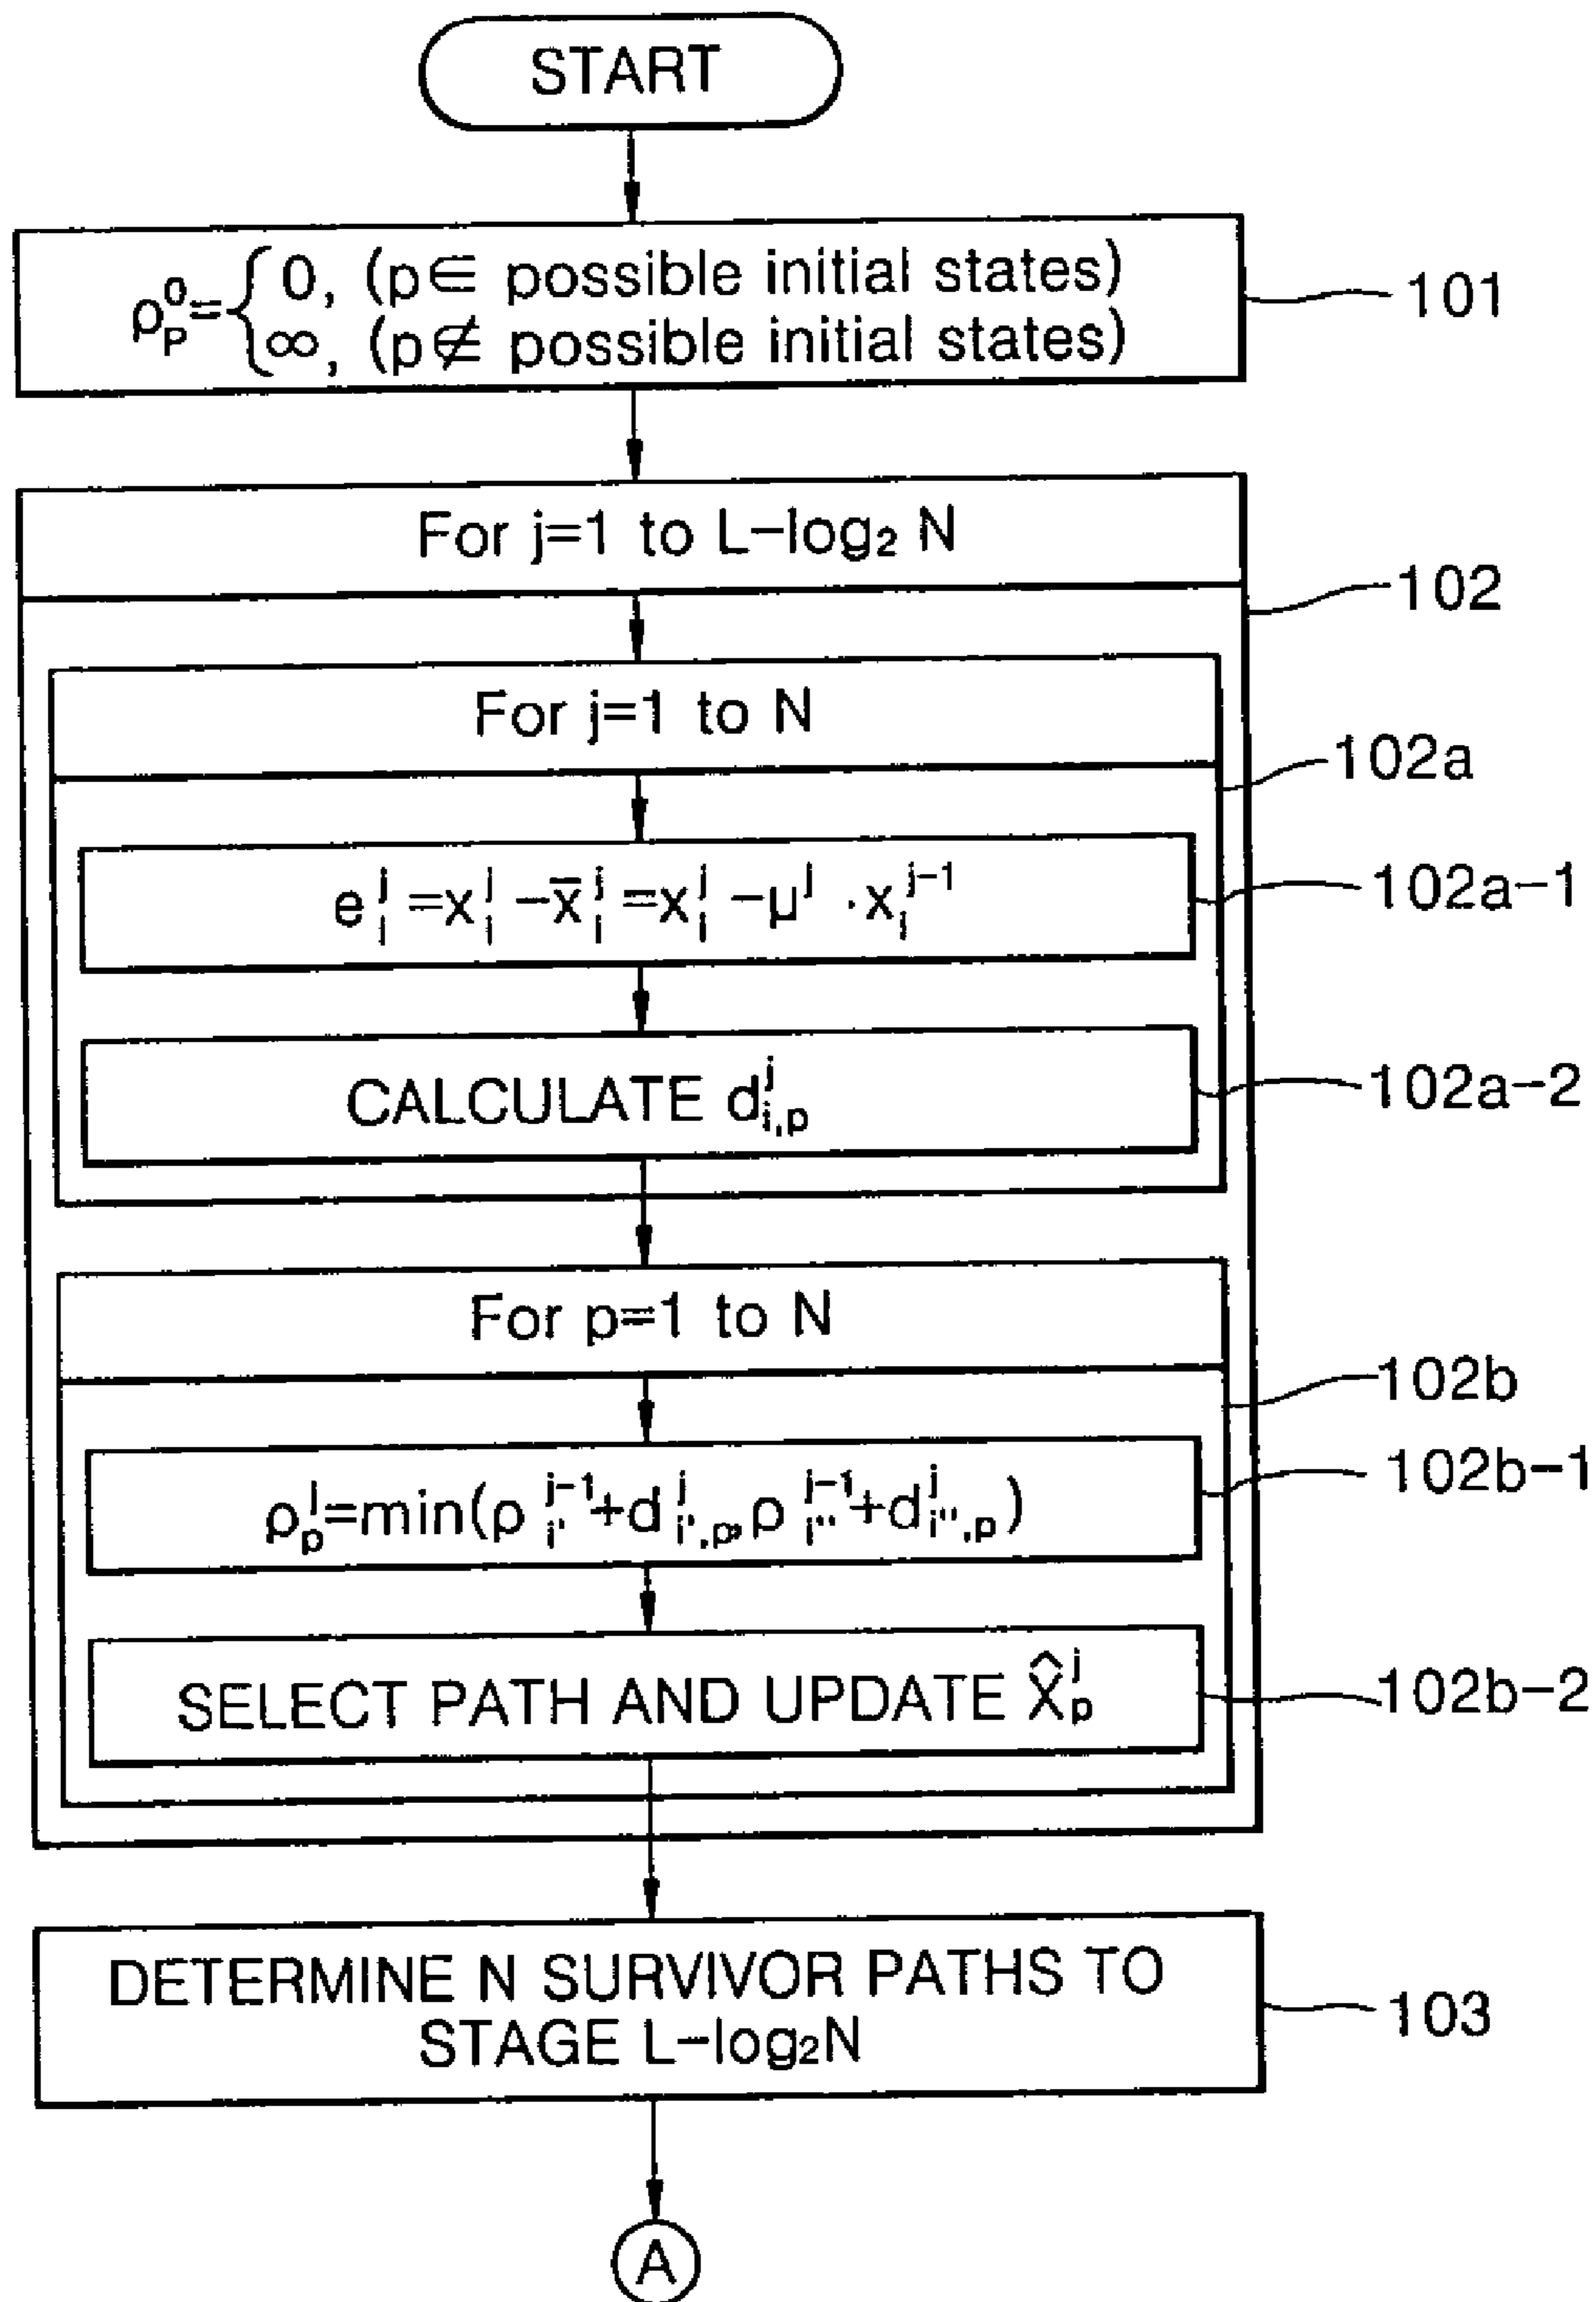 START
ρ_p^0 = { 0, (p∈ possible initial states)
∞, (p∉ possible initial states)
101
For j=1 to L-log₂ N
102
For j=1 to N
102a
e_i^j = x_i^j - x̄_i^j = x_i^j - μ^j · x_i^{j-1}
102a-1
CALCULATE d_{i,p}^j
102a-2
For p=1 to N
102b
ρ_p^j = min(ρ_{i'}^{j-1} + d_{i',p}^j, ρ_{i''}^{j-1} + d_{i'',p}^j)
102b-1
SELECT PATH AND UPDATE x̂_p^j
102b-2
DETERMINE N SURVIVOR PATHS TO
STAGE L-log₂N
103
A